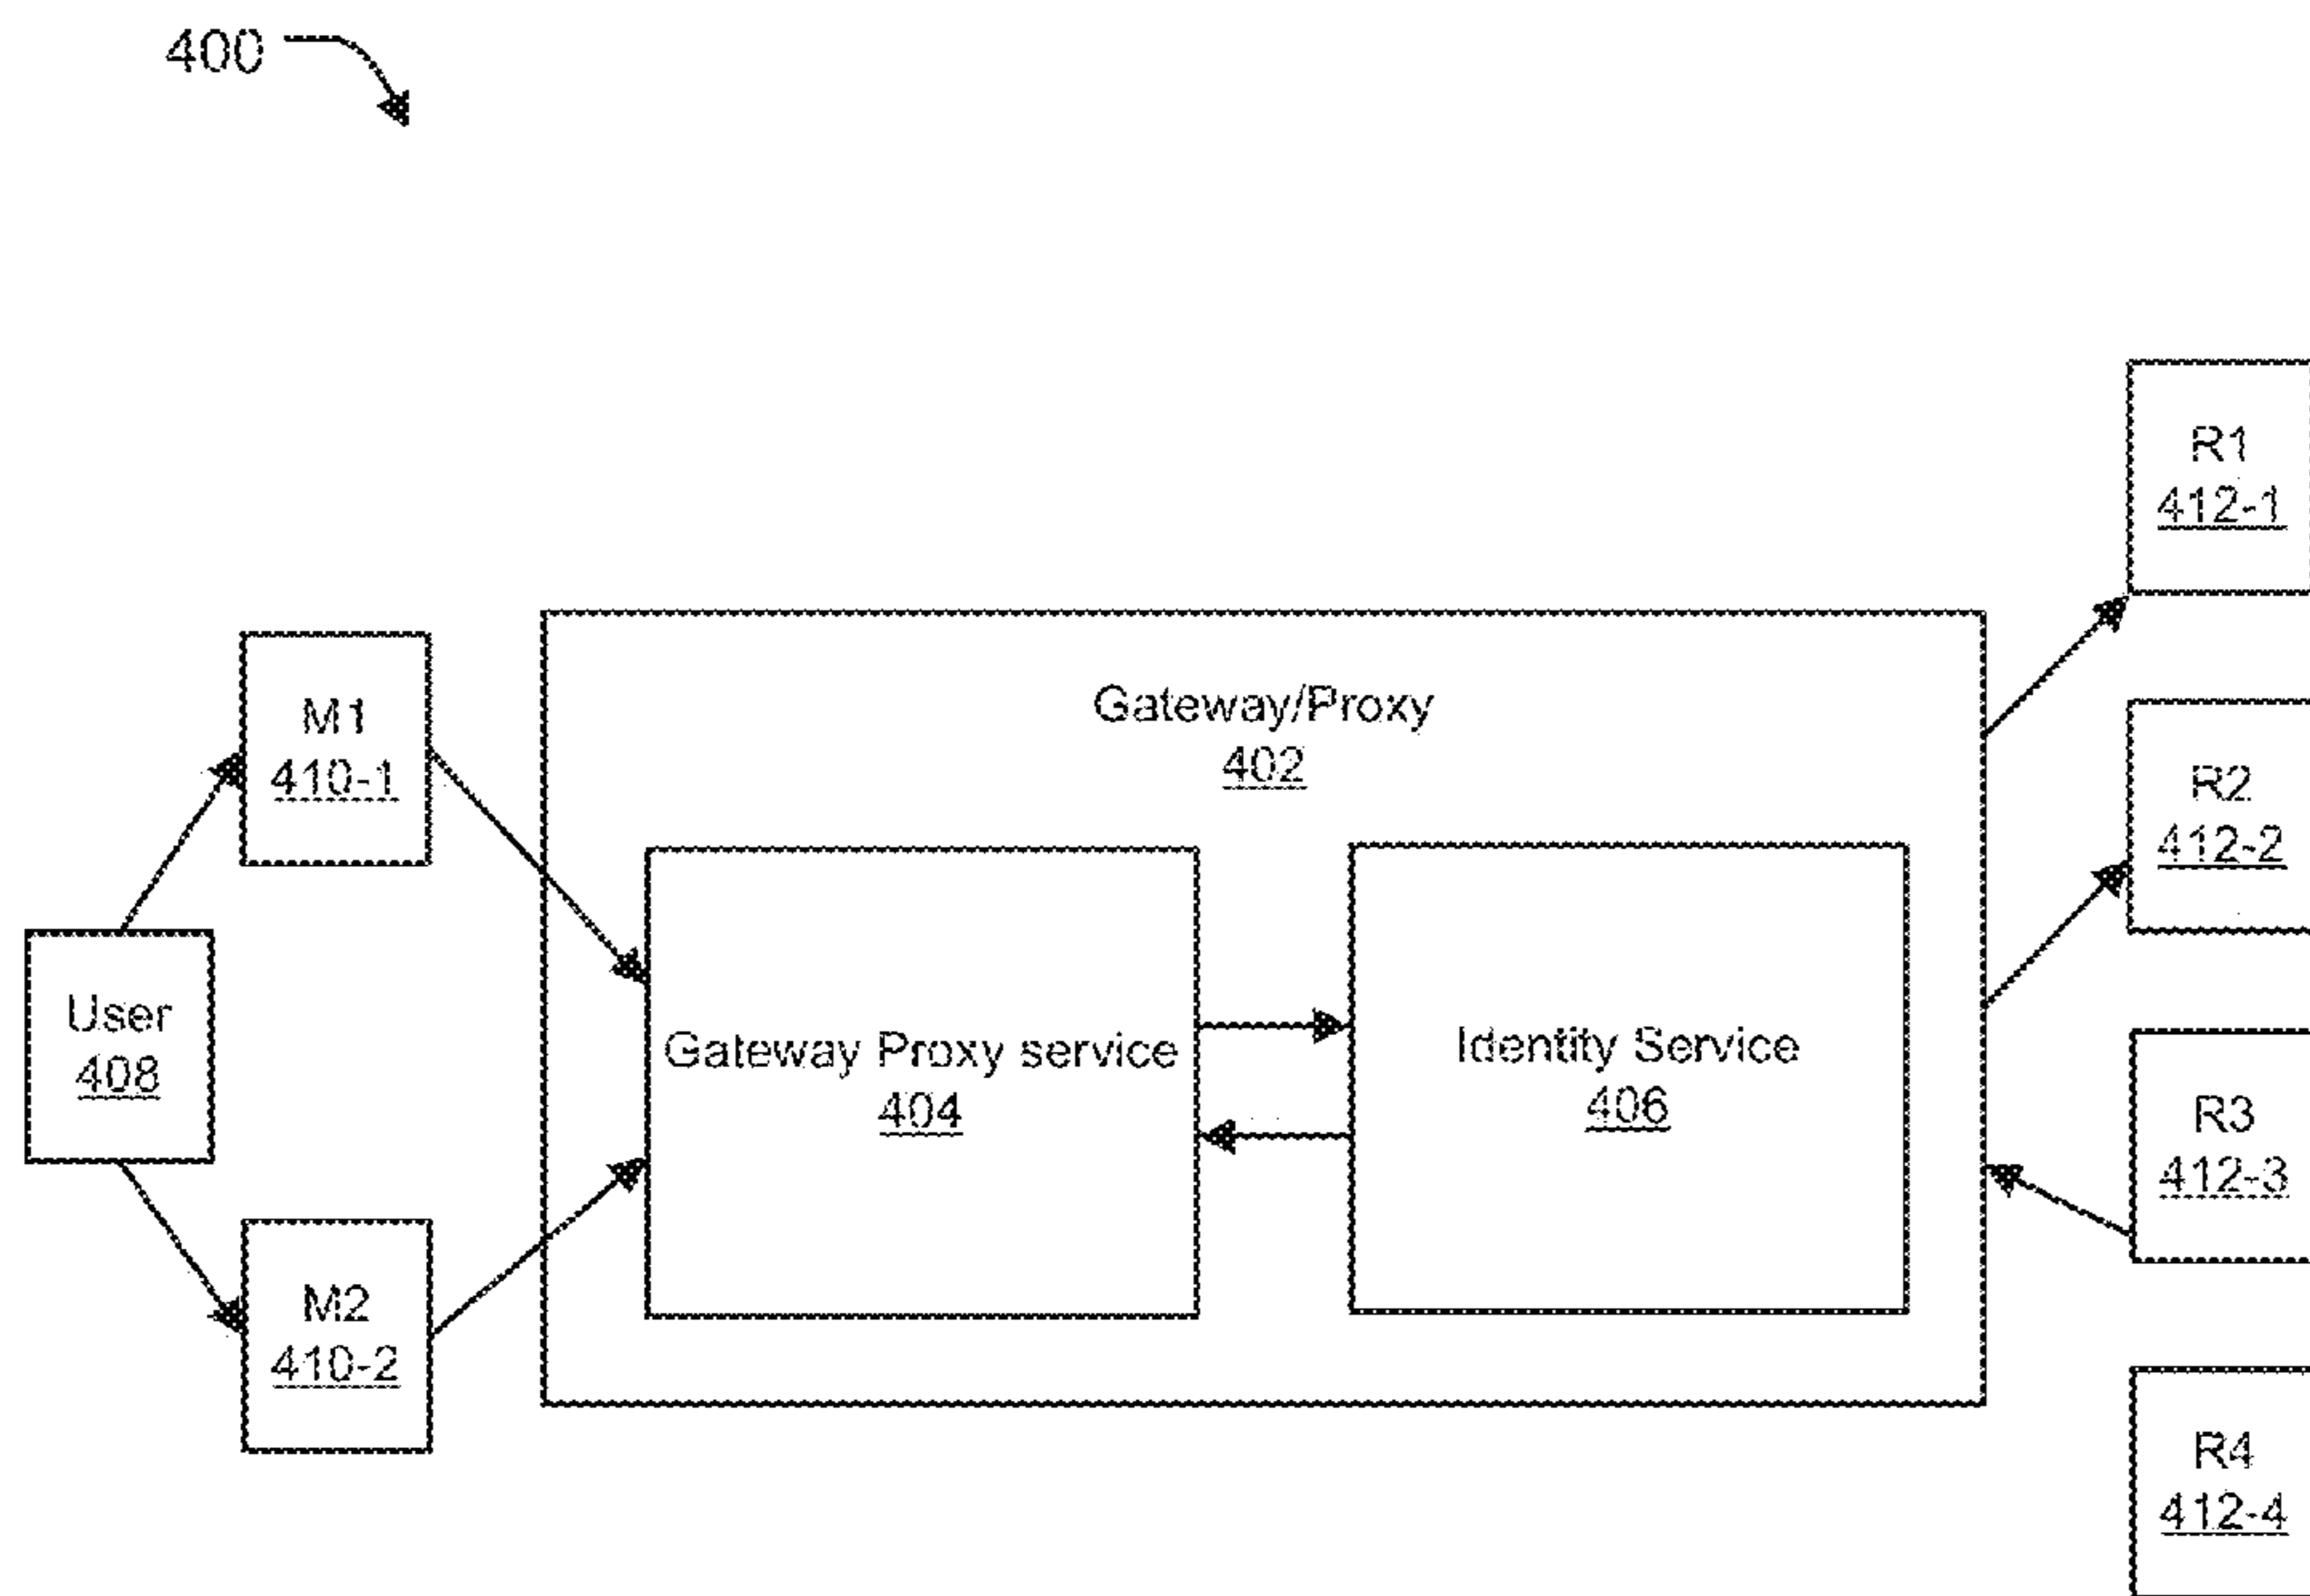 400
R1
412-1
M1
410-1
Gateway/Proxy
402
R2
412-2
User
408
Gateway Proxy service
404
Identity Service
406
R3
412-3
M2
410-2
R4
412-4